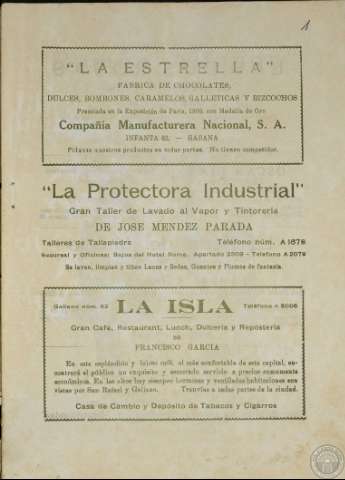 1
"LA ESTRELLA"
FABRICA DE CHOCOLATES,
DULCES, BOMBONES, CARAMELOS, GALLETICAS Y BIZCOCHOS
Premiada en la Exposición de París, 1900, con Medalla de Oro
Compañía Manufacturera Nacional, S. A.
INFANTA 62. — HABANA
Pidanse nuestros productos en todas partes. No tienen competidor.
"La Protectora Industrial"
Gran Taller de Lavado al Vapor y Tintorería
DE JOSE MENDEZ PARADA
Talleres de Tallapiedra Teléfono núm. A 1678
Sucursal y Oficinas: Bajos del Hotel Roma. Apartado 2009 - Teléfono A 2079
Se lavan, limpian y tiñen Lanas y Sedas, Guantes y Plumas de fantasía.
Galiano núm. 82 LA ISLA Teléfono A 5006
Gran Café, Restaurant, Lunch, Dulcería y Repostería
DE
FRANCISCO GARCIA
En este espléndido y café, el más confortable de esta capital, en-
contrará el público un exquisito y esmerado servicio a precios sumamente
económicos. En los altos hay siempre hermosas y ventiladas habitaciones con
vistas por San Rafael y Galiano. Tranvías a todas partes de la ciudad.
Casa de Cambio y Depósito de Tabacos y Cigarros